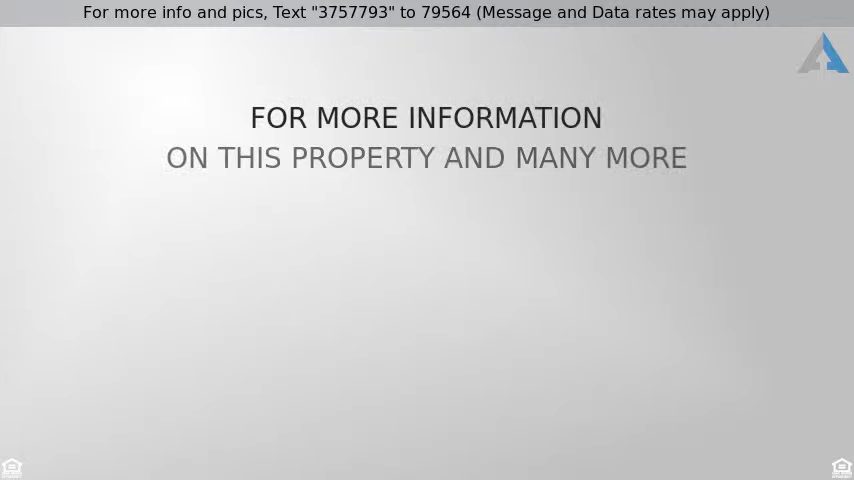 For more info and pics, Text "3757793" to 79564 (Message and Data rates may apply)
FOR MORE INFORMATION
ON THIS PROPERTY AND MANY MORE